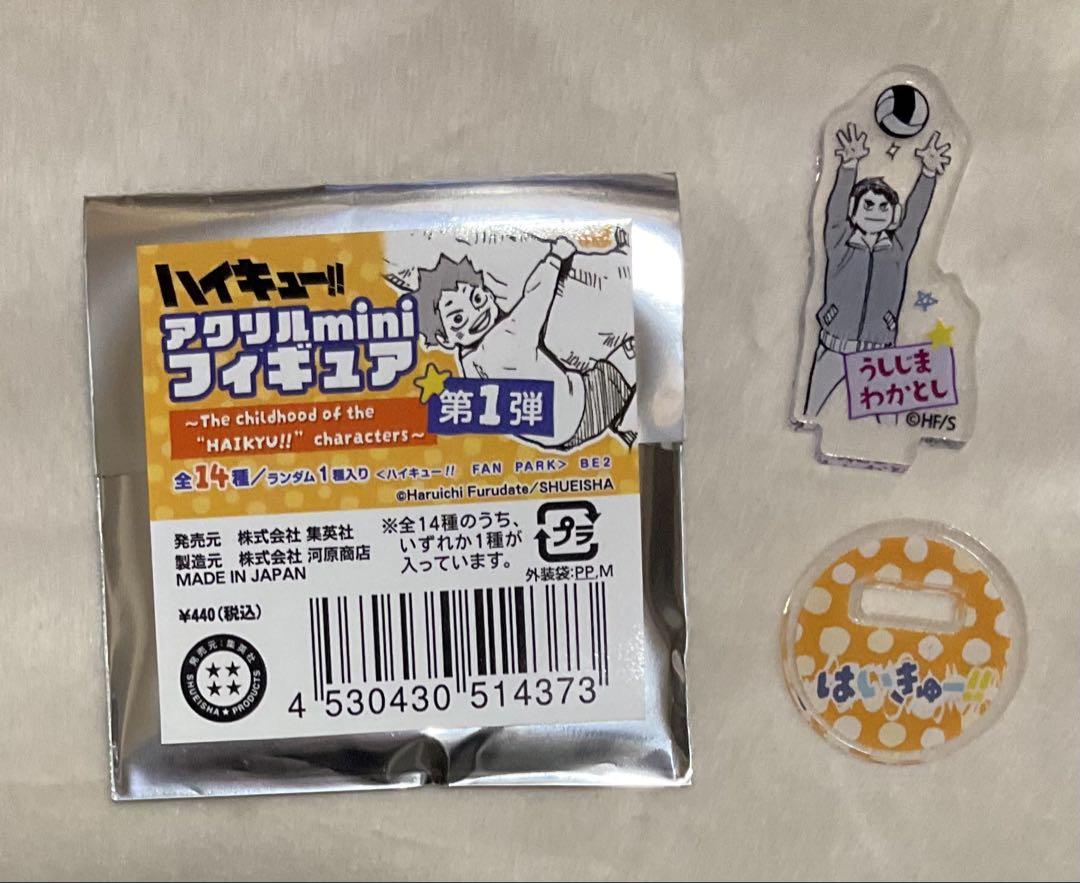 ハイキュー!!
アクリルmini
フィギュア
第1弾
~The childhood of the
"HAIKYU!!" characters~
全14種/ランダム1種入り <ハイキュー!! FAN PARK> BE2
©Haruichi Furudate/SHUEISHA
発売元 株式会社 集英社
製造元 株式会社 河原商店
MADE IN JAPAN
※全14種のうち、
いずれか1種が
入っています。
プラ
外装袋:PP,M
¥440(税込)
発売元:集英社
SHUEISHA★PRODUCTS
4 530430 514373
うしじま
わかとし
©HF/S
はいきゅー!!